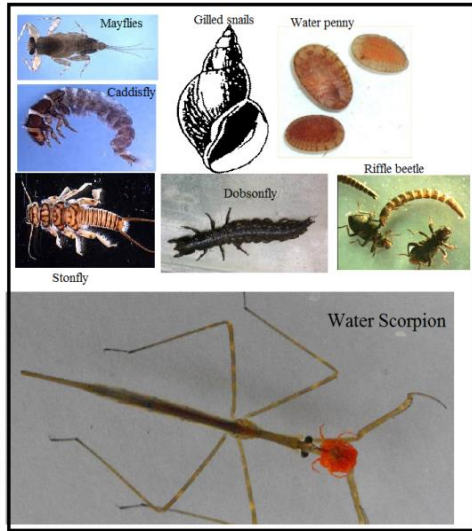 Mayflies
Gilled snails
Water penny
Caddisfly
Riffle beetle
Dobsonfly
Stonfly
Water Scorpion